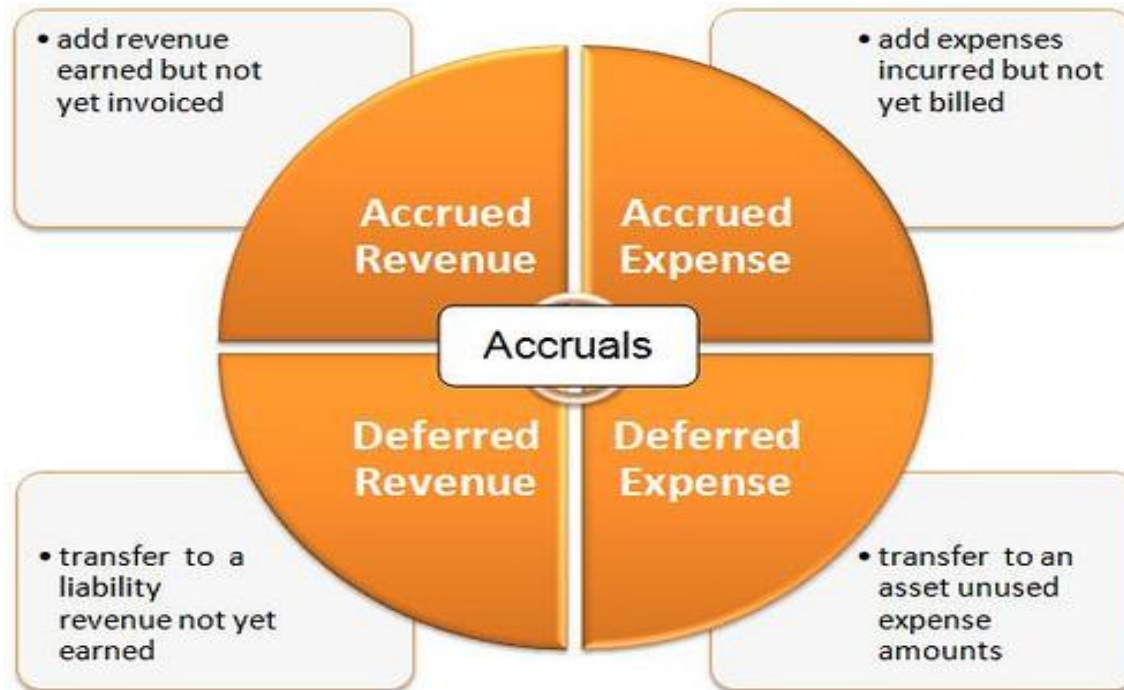 • add revenue
earned but not
yet invoiced
• add expenses
incurred but not
yet billed
Accrued
Revenue
Accrued
Expense
Accruals
Deferred
Revenue
Deferred
Expense
• transfer to a
liability
revenue not yet
earned
• transfer to an
asset unused
expense
amounts